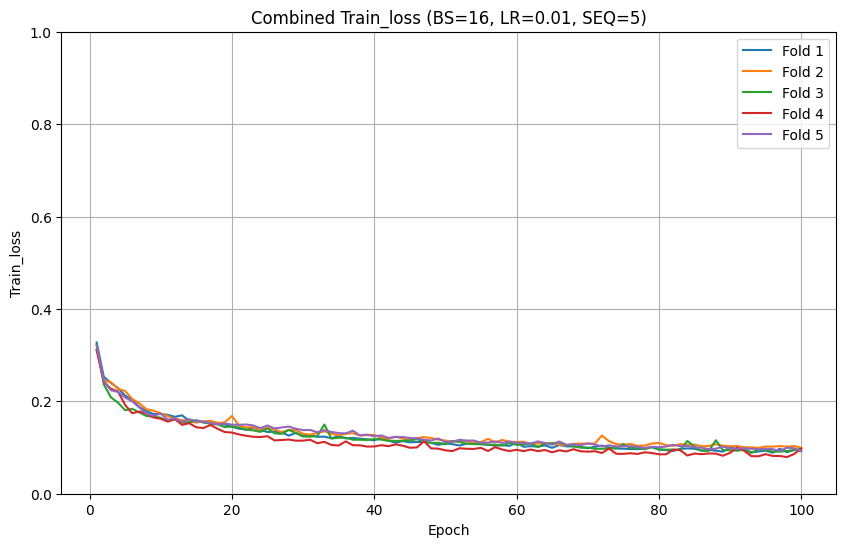 Combined Train_loss (BS=16, LR=0.01, SEQ=5)
Fold 1
Fold 2
Fold 3
Fold 4
Fold 5
Train_loss
1.0
0.8
0.6
0.4
0.2
0.0
0
20
40
60
80
100
Epoch